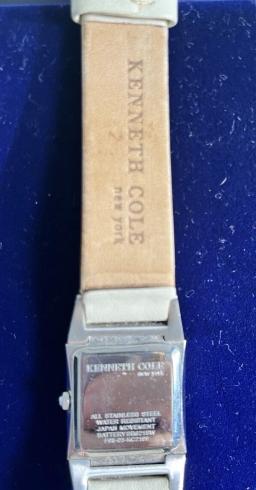 KENNETH COLE
new york
KENNETH COLE
new york
ALL STAINLESS STEEL
WATER RESISTANT
JAPAN MOVEMENT